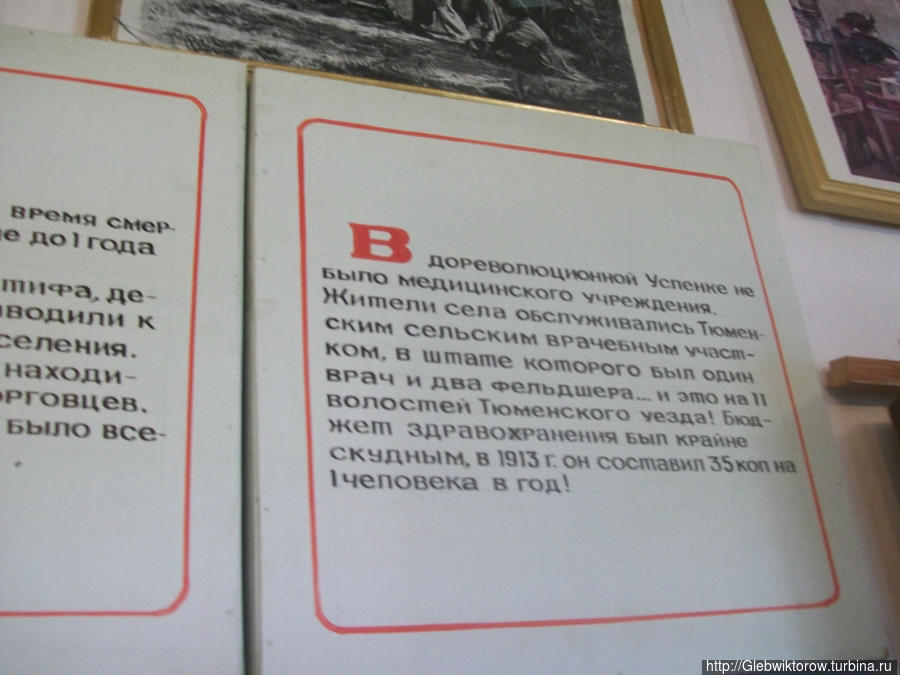 время смер-
е до 1 года
тифа, де-
водили к
селения.
находи-
рговцев.
было все-
В дореволюционной Успенке не
было медицинского учреждения.
Жители села обслуживались Тюмен-
ским сельским врачебным участ-
ком, в штате которого был один
врач и два фельдшера... и это на 11
волостей Тюменского уезда! Бюд-
жет здравохранения был крайне
скудным, в 1913 г. он составил 35 коп на
1 человека в год!
http://Glebwiktorow.turbina.ru